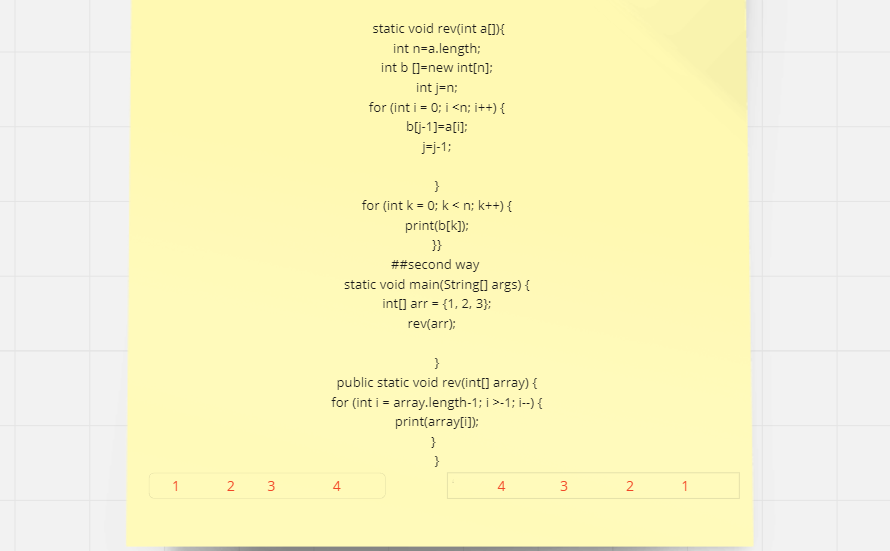 static void rev(int a[]){
int n=a.length;
int b []=new int[n];
int j=n;
for (int i = 0; i <n; i++) {
b[j-1]=a[i];
j=j-1;
}
for (int k = 0; k < n; k++) {
print(b[k]);
}}
##second way
static void main(String[] args) {
int[] arr = {1, 2, 3};
rev(arr);
}
public static void rev(int[] array) {
for (int i = array.length-1; i >-1; i--) {
print(array[i]);
}
}
1 2 3 4
4 3 2 1